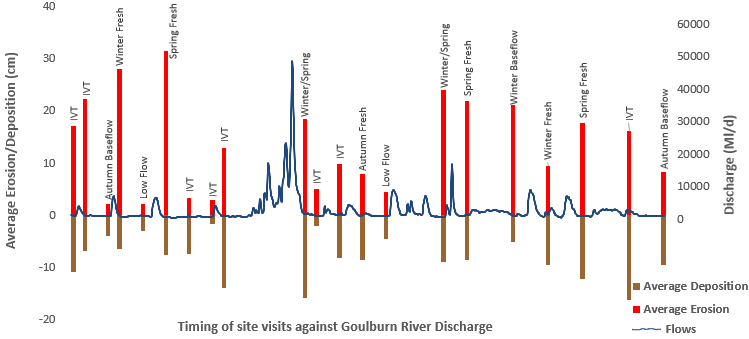 40
30
20
10
0
-10
-20
Average Erosion/Deposition (cm)
IVT
IVT
Autumn Baseflow
Winter Fresh
Low Flow
Spring Fresh
IVT
IVT
IVT
Winter/Spring
IVT
IVT
Autumn Fresh
Low Flow
Winter/Spring
Spring Fresh
Winter Baseflow
Winter Fresh
Spring Fresh
IVT
Autumn Baseflow
60000
50000
40000
30000
20000
10000
0
Discharge (Ml/d)
Average Deposition
Average Erosion
Flows
Timing of site visits against Goulburn River Discharge